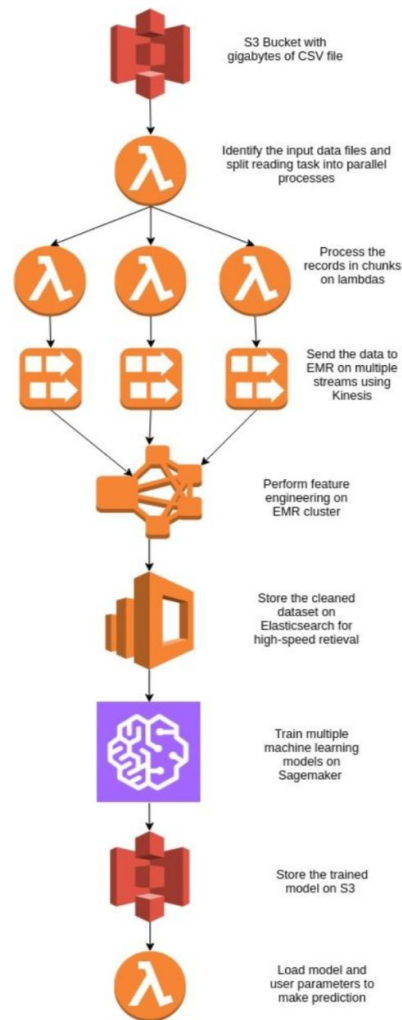 S3 Bucket with
gigabytes of CSV file
Identify the input data files and
split reading task into parallel
processes
Process the
records in chunks
on lambdas
Send the data to
EMR on multiple
streams using
Kinesis
Perform feature
engineering on
EMR cluster
Store the cleaned
dataset on
Elasticsearch for
high-speed retieval
Train multiple
machine learning
models on
Sagemaker
Store the trained
model on S3
Load model and
user parameters to
make prediction